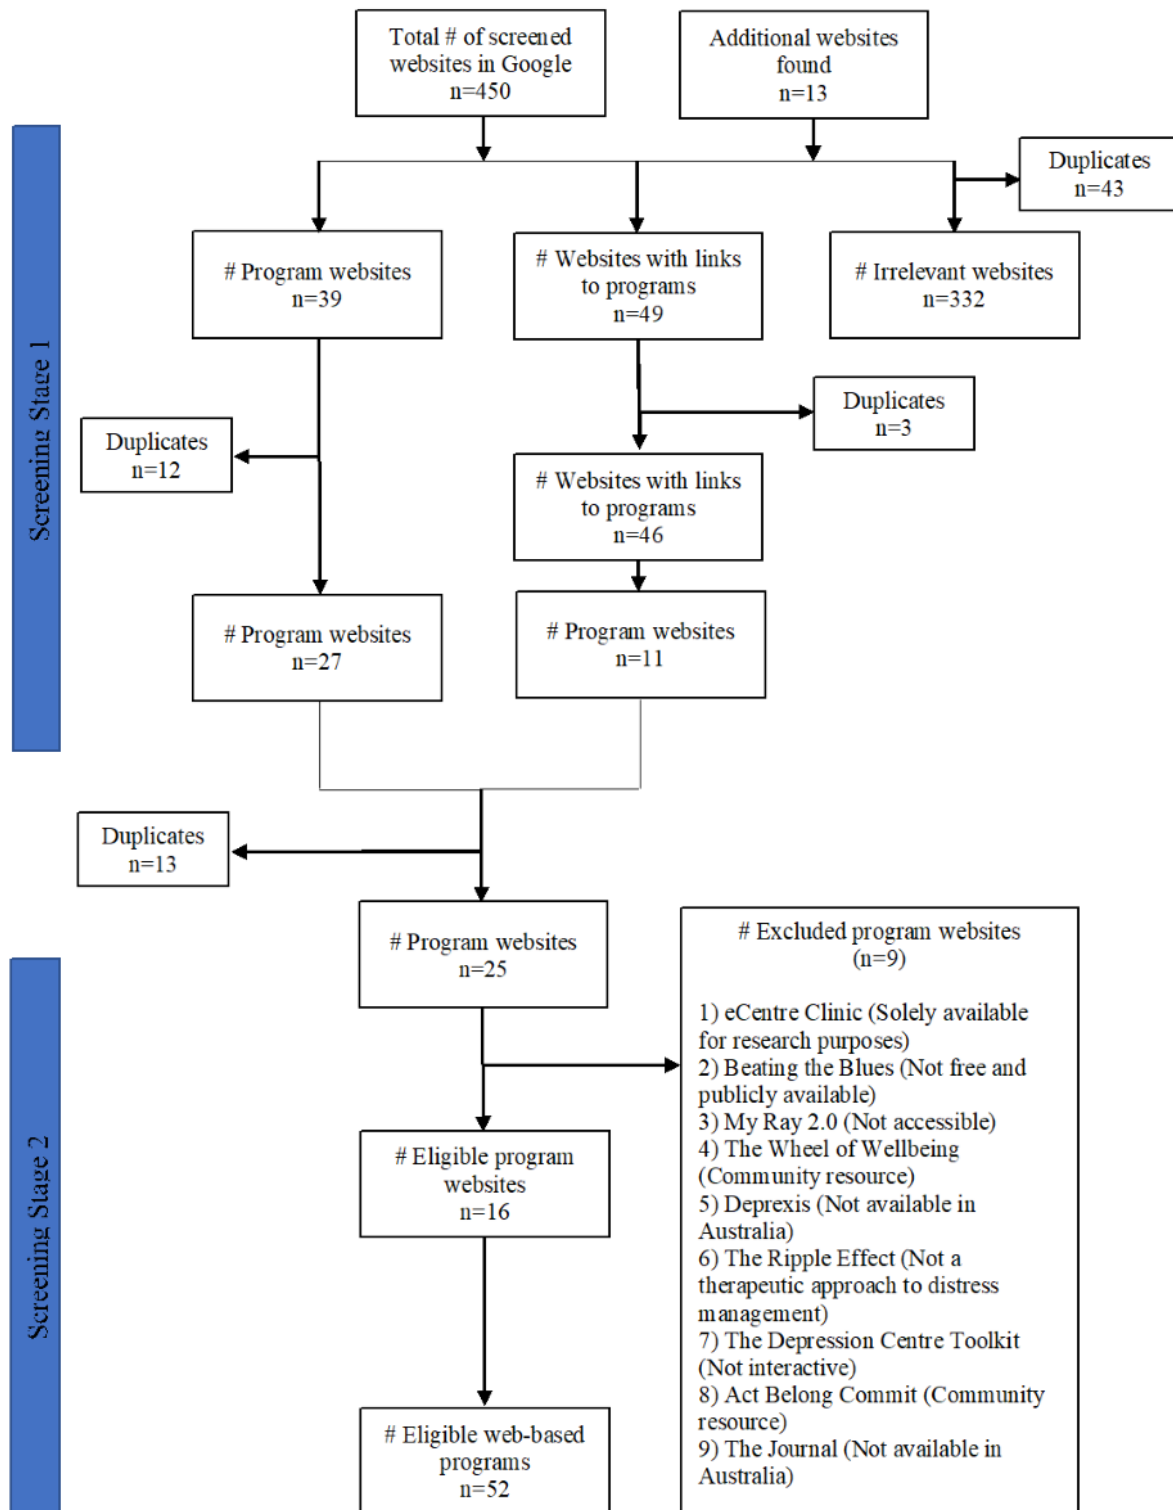 Total # of screened
websites in Google
n=450
Additional websites
found
n=13
Screening Stage 1
Duplicates
n=43
# Program websites
n=39
# Websites with links
to programs
n=49
# Irrelevant websites
n=332
Duplicates
n=3
Duplicates
n=12
# Websites with links
to programs
n=46
# Program websites
n=27
# Program websites
n=11
Duplicates
n=13
Screening Stage 2
# Program websites
n=25
# Excluded program websites
(n=9)
1) eCentre Clinic (Solely available
for research purposes)
2) Beating the Blues (Not free and
publicly available)
3) My Ray 2.0 (Not accessible)
4) The Wheel of Wellbeing
(Community resource)
5) Deprexis (Not available in
Australia)
6) The Ripple Effect (Not a
therapeutic approach to distress
management)
7) The Depression Centre Toolkit
(Not interactive)
8) Act Belong Commit (Community
resource)
9) The Journal (Not available in
Australia)
# Eligible program
websites
n=16
# Eligible web-based
programs
n=52